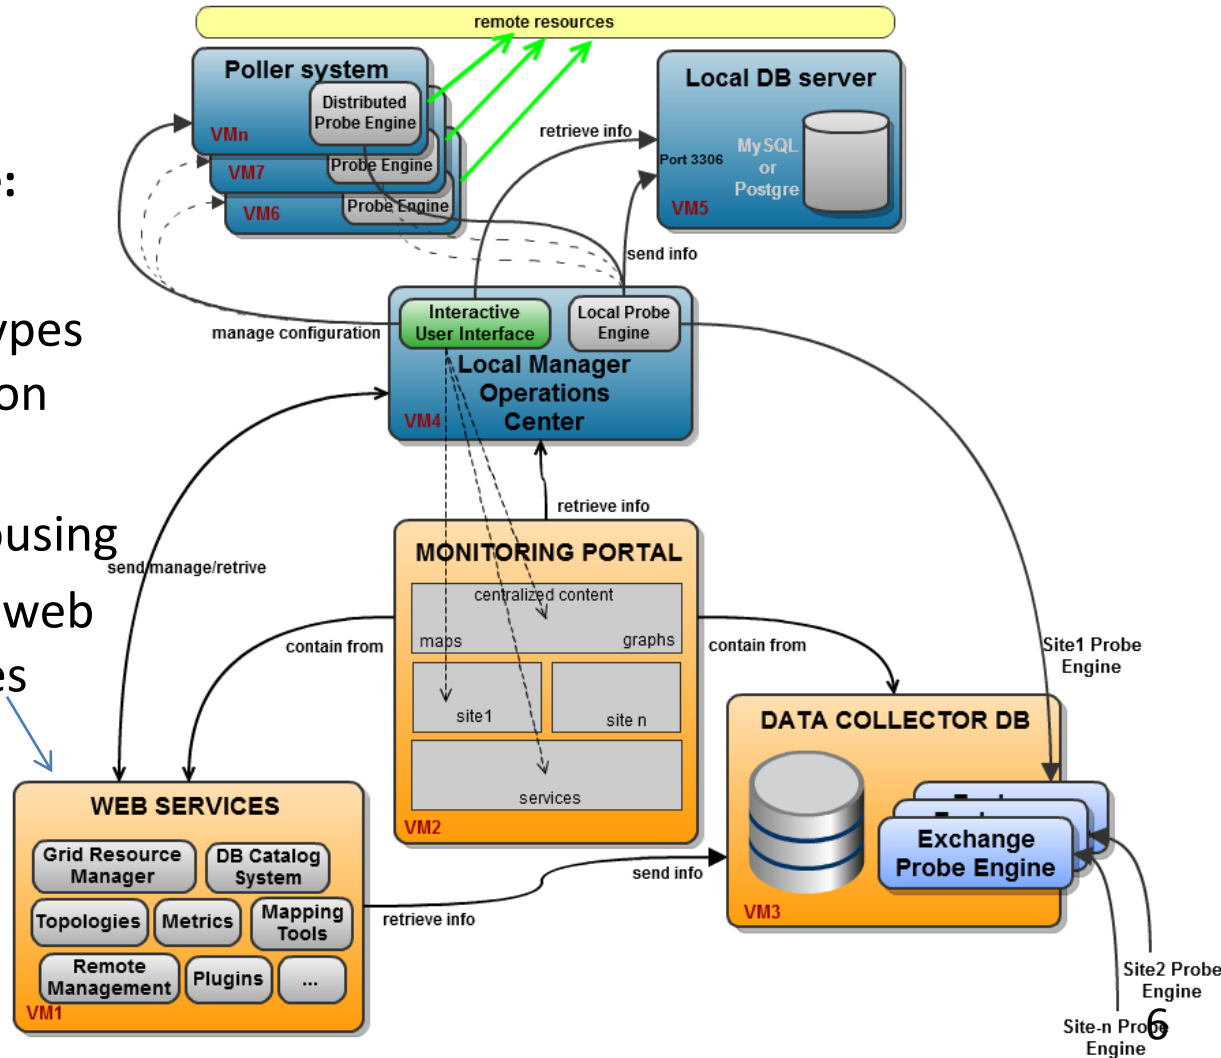 remote resources
Poller system
Distributed
Probe Engine
VMn
Probe Engine
VM7
Probe Engine
VM6
Local DB server
retrieve info
Port 3306
MySQL
or
Postgre
VM5
send info
e:
ypes
on
ousing
web
es
manage configuration
Interactive
User Interface
Local Probe
Engine
Local Manager
Operations
Center
VM4
retrieve info
send/manage/retrive
MONITORING PORTAL
centralized content
maps
graphs
site1
site n
services
VM2
contain from
contain from
Site1 Probe
Engine
DATA COLLECTOR DB
Exchange
Probe Engine
VM3
send info
retrieve info
WEB SERVICES
Grid Resource
Manager
DB Catalog
System
Topologies
Metrics
Mapping
Tools
Remote
Management
Plugins
...
VM1
Site2 Probe
Engine
Site-n Probe
Engine
6